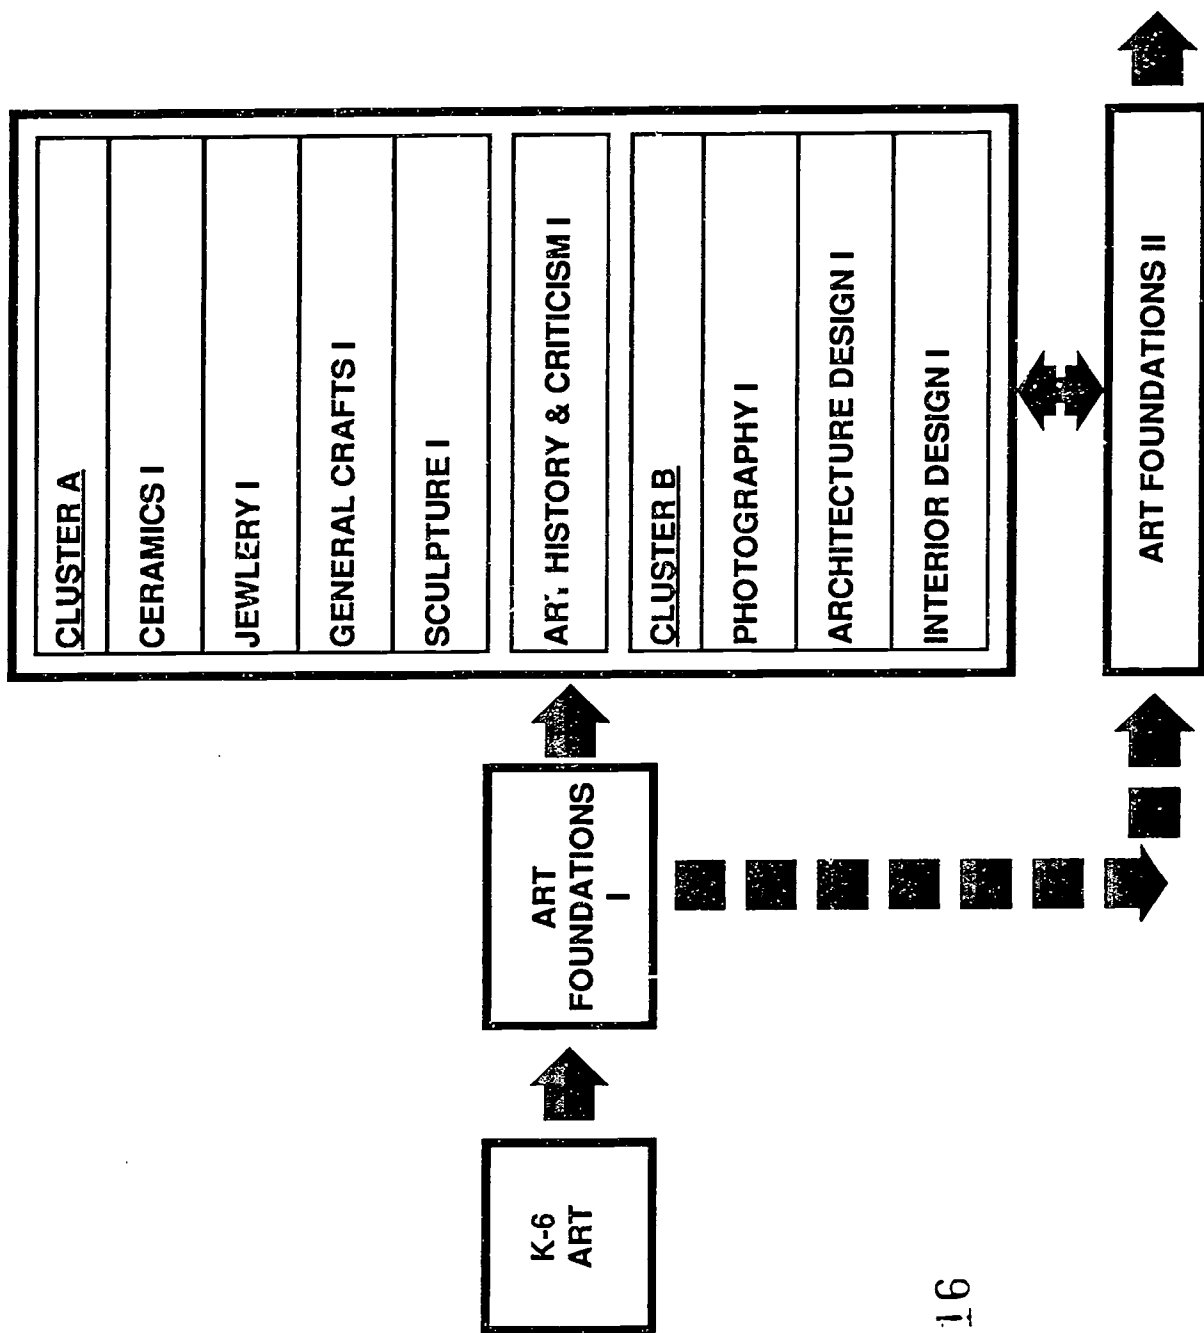 K-6
ART
ART
FOUNDATIONS
I
CLUSTER A
CERAMICS I
JEWLERY I
GENERAL CRAFTS I
SCULPTURE I
ART HISTORY & CRITICISM I
CLUSTER B
PHOTOGRAPHY I
ARCHITECTURE DESIGN I
INTERIOR DESIGN I
ART FOUNDATIONS II
16